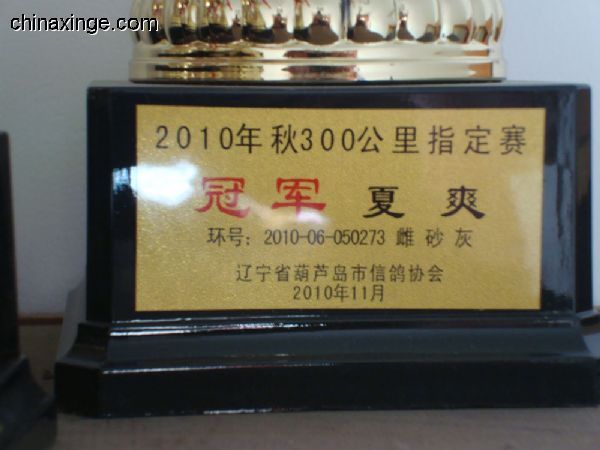 chinaxinge.com
2010年秋300公里指定赛
冠军 夏爽
环号：2010-06-050273 雌 砂 灰
辽宁省葫芦岛市信鸽协会
2010年11月